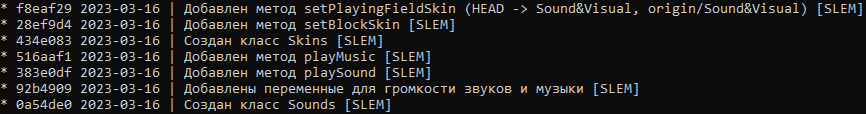 * f8eaf29 2023-03-16 | Добавлен метод setPlayingFieldSkin (HEAD -> Sound&Visual, origin/Sound&Visual) [SLEM]
* 28ef9d4 2023-03-16 | Добавлен метод setBlockSkin [SLEM]
* 434e083 2023-03-16 | Создан класс Skins [SLEM]
* 516aaf1 2023-03-16 | Добавлен метод playMusic [SLEM]
* 383e0df 2023-03-16 | Добавлен метод playSound [SLEM]
* 92b4909 2023-03-16 | Добавлены переменные для громкости звуков и музыки [SLEM]
* 0a54de0 2023-03-16 | Создан класс Sounds [SLEM]